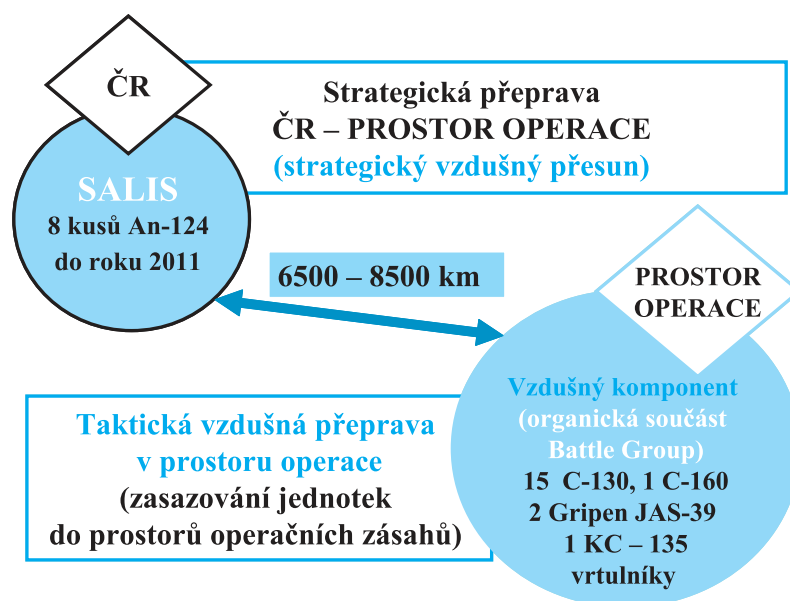 ČR
Strategická přeprava
ČR – PROSTOR OPERACE
(strategický vzdušný přesun)
SALIS
8 kusů An-124
do roku 2011
6500 – 8500 km
PROSTOR
OPERACE
Vzdušný komponent
(organická součást
Battle Group)
15 C-130, 1 C-160
2 Gripen JAS-39
1 KC – 135
vrtulníky
Taktická vzdušná přeprava
v prostoru operace
(zasazování jednotek
do prostorů operačních zásahů)